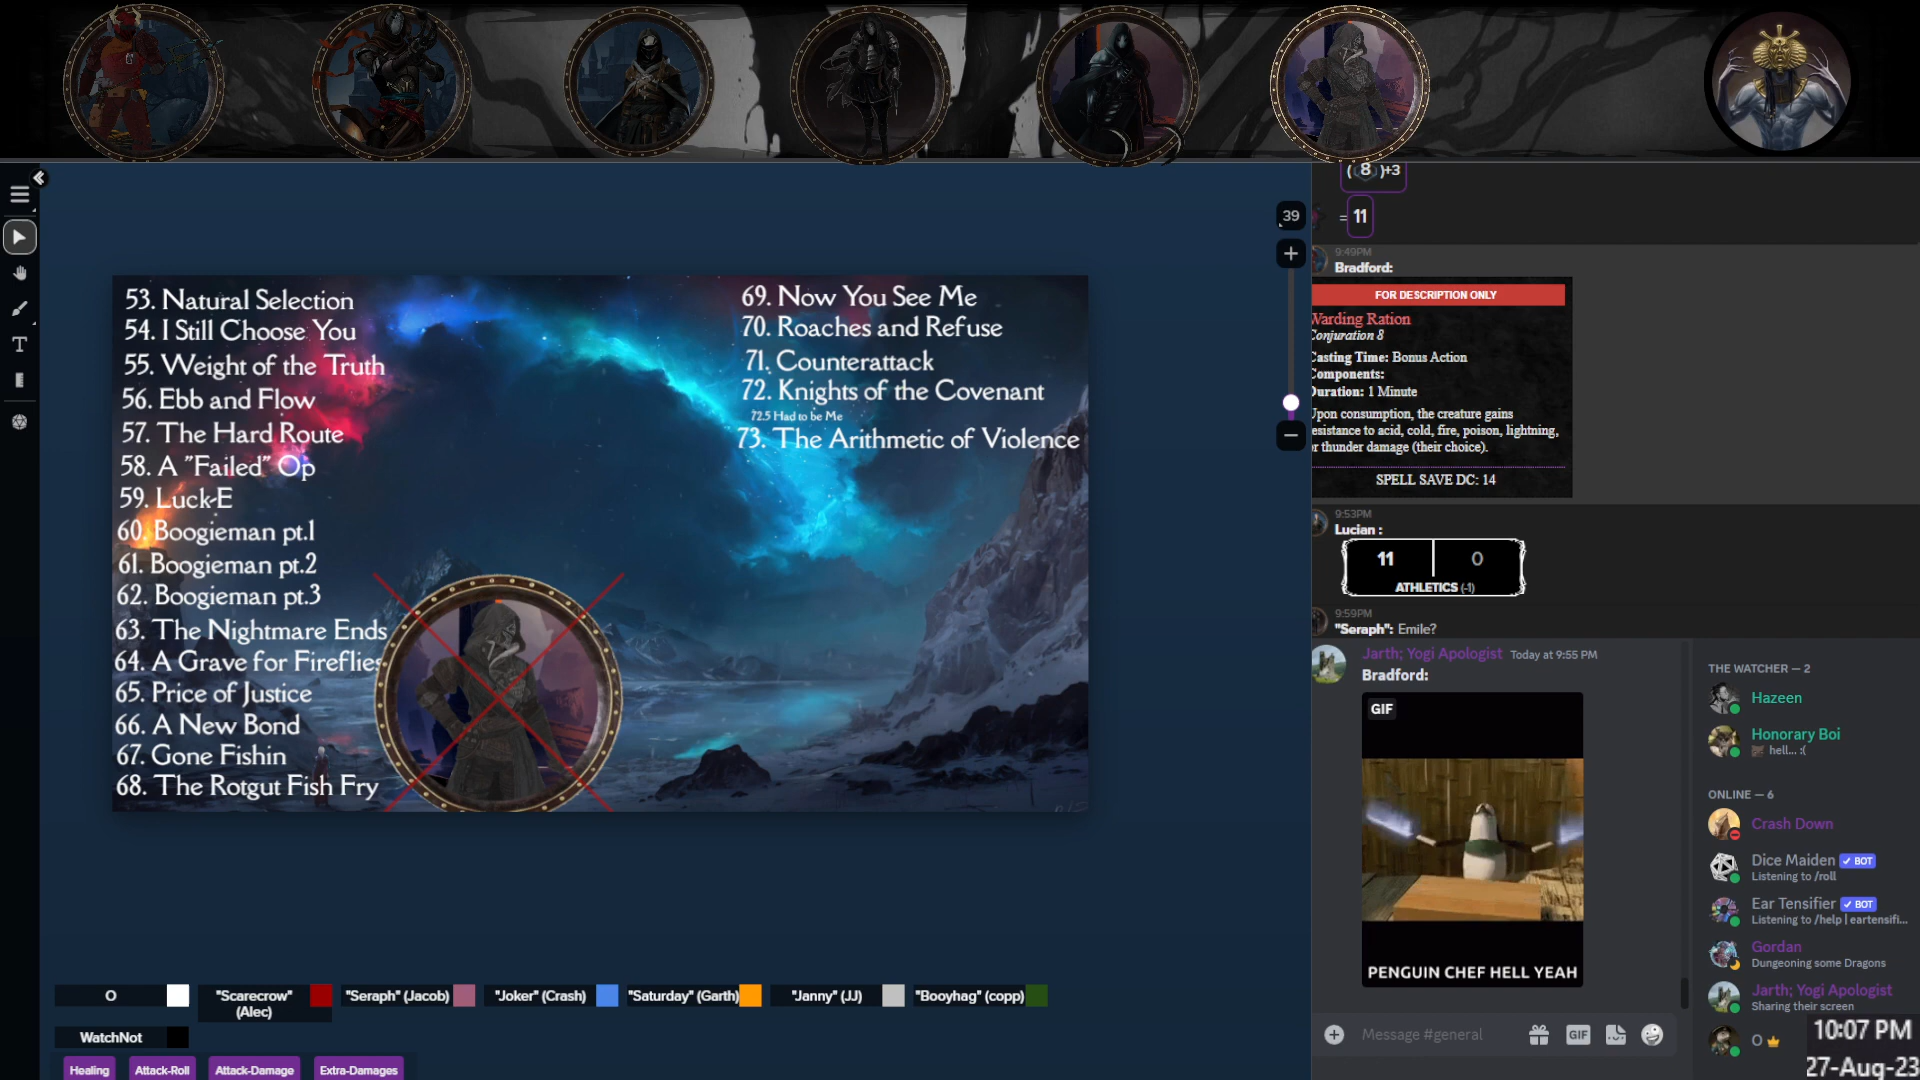 53. Natural Selection
54. I Still Choose You
55. Weight of the Truth
56. Ebb and Flow
57. The Hard Route
58. A "Failed" Op
59. Luck-E
60. Boogieman pt.1
61. Boogieman pt.2
62. Boogieman pt.3
63. The Nightmare Ends
64. A Grave for Fireflies
65. Price of Justice
66. A New Bond
67. Gone Fishin
68. The Rotgut Fish Fry
69. Now You See Me
70. Roaches and Refuse
71. Counterattack
72. Knights of the Covenant
72.5 Had to be Me
73. The Arithmetic of Violence
39
O
"Scarecrow" (Alec)
"Seraph" (Jacob)
"Joker" (Crash)
"Saturday" (Garth)
"Janny" (JJ)
"Booyhag" (copp)
WatchNot
Healing
Attack-Roll
Attack-Damage
Extra-Damages
(8)+3
=11
9:49PM
Bradford:
FOR DESCRIPTION ONLY
Warding Ration
Conjuration 8
Casting Time: Bonus Action
Components:
Duration: 1 Minute
Upon consumption, the creature gains
resistance to acid, cold, fire, poison, lightning,
or thunder damage (their choice).
SPELL SAVE DC: 14
9:53PM
Lucian :
11 0
ATHLETICS (-1)
9:59PM
"Seraph": Emile?
Jarth; Yogi Apologist Today at 9:55 PM
Bradford:
GIF
PENGUIN CHEF HELL YEAH
Message #general
GIF
THE WATCHER — 2
Hazeen
Honorary Boi
hell... :(
ONLINE — 6
Crash Down
Dice Maiden ✓ BOT
Listening to /roll
Ear Tensifier ✓ BOT
Listening to /help | eartensifi...
Gordan
Dungeoning some Dragons
Jarth; Yogi Apologist
Sharing their screen
O
10:07 PM
27-Aug-23